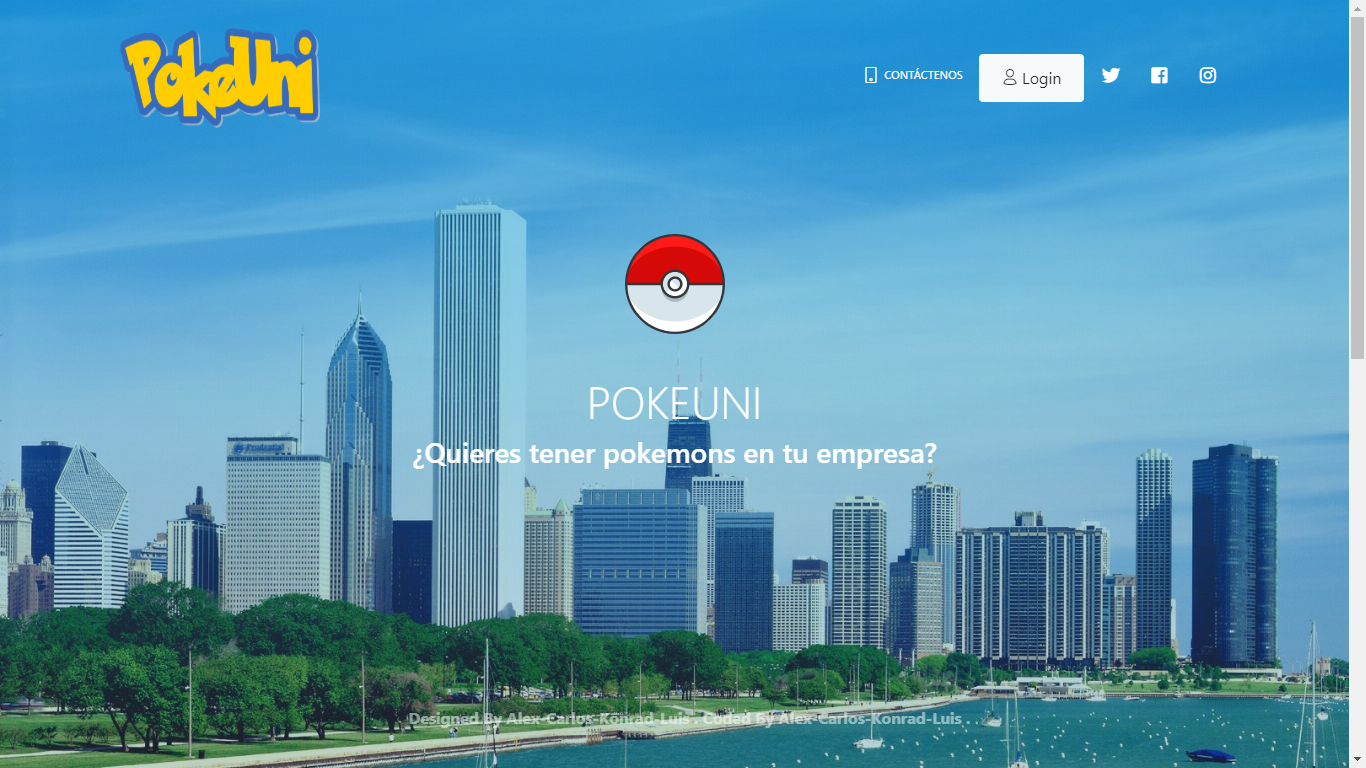 PokeUni
CONTÁCTENOS
Login
POKEUNI
¿Quieres tener pokemons en tu empresa?
Prudential
Designed By Alex-Carlos-Konrad-Luis . Coded By Alex-Carlos-Konrad-Luis